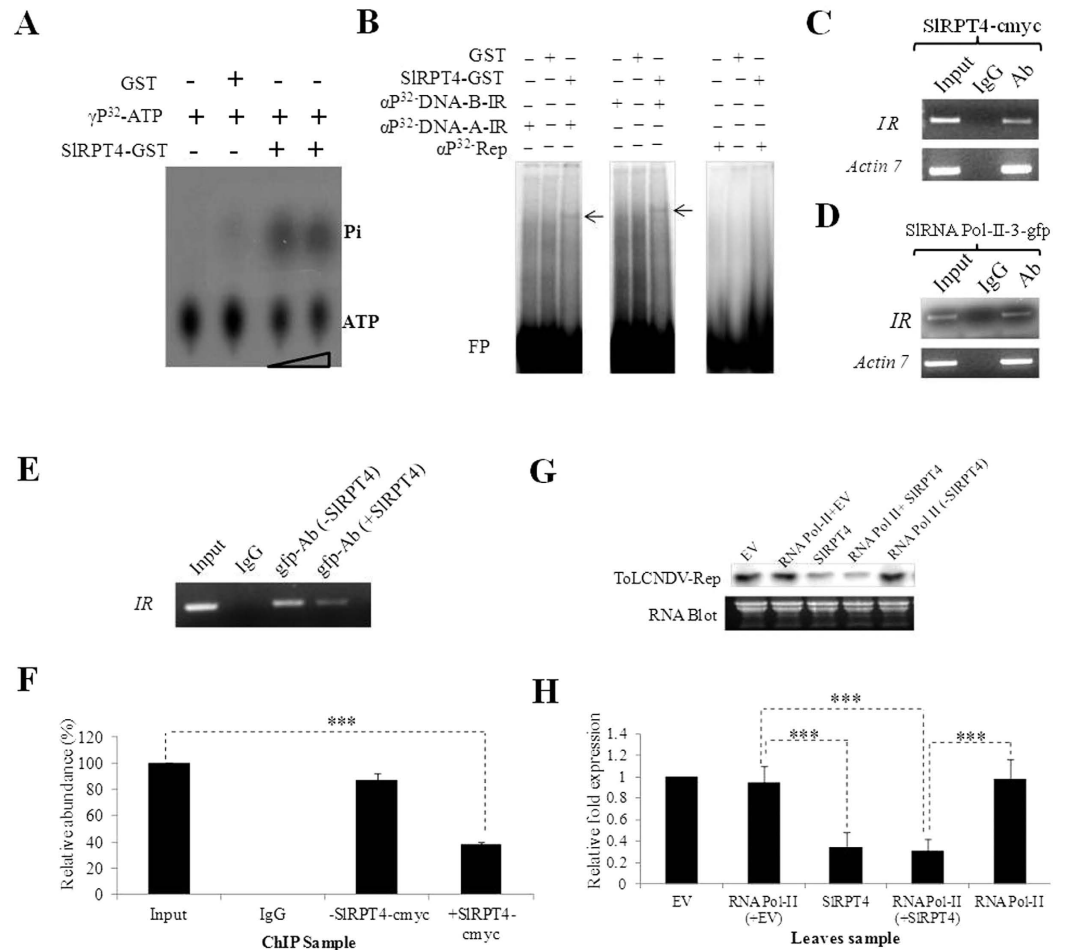 A
GST - + - -
γP³²-ATP + + + +
SlRPT4-GST - - + +
Pi
ATP
B
GST - + - - + - - + -
SlRPT4-GST - - + - - + - - +
αP³²-DNA-B-IR - - - + - + - - -
αP³²-DNA-A-IR + - + - - - - - -
αP³²-Rep - - - - - - + - +
FP
C
SlRPT4-cmyc
Input IgG Ab
IR
Actin 7
D
SlRNA Pol-II-3-gfp
Input IgG Ab
IR
Actin 7
E
Input IgG gfp-Ab (-SlRPT4) gfp-Ab (+SlRPT4)
IR
G
EV RNA Pol-II+EV SlRPT4 RNA Pol II+ SlRPT4 RNA Pol II (-SlRPT4)
ToLCNDV-Rep
RNA Blot
F
Relative abundance (%)
120
100
80
60
40
20
0
***
Input IgG -SlRPT4-cmyc +SlRPT4-cmyc
ChIP Sample
H
Relative fold expression
1.4
1.2
1
0.8
0.6
0.4
0.2
0
***
*** ***
EV RNA Pol-II (+EV) SlRPT4 RNA Pol-II (+SlRPT4) RNA Pol-II
Leaves sample